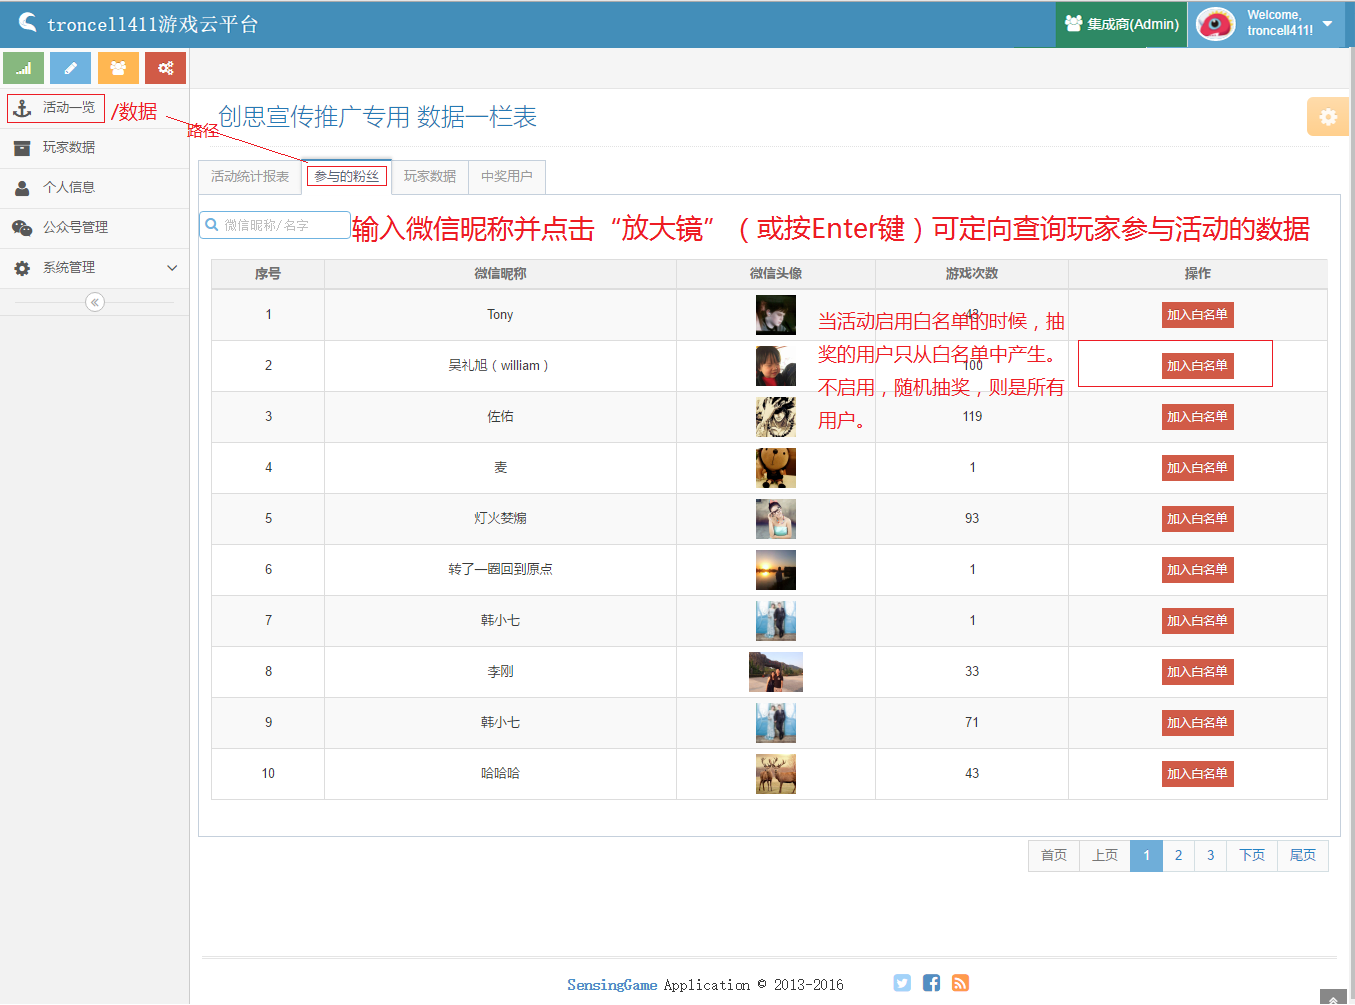 troncell411游戏云平台
集成商(Admin)
Welcome,
troncell411!
活动一览
/数据
玩家数据
个人信息
公众号管理
系统管理
路径
创思宣传推广专用 数据一栏表
活动统计报表 参与的粉丝 玩家数据 中奖用户
微信昵称/名字
输入微信昵称并点击“放大镜”（或按Enter键）可定向查询玩家参与活动的数据
序号 微信昵称 微信头像 游戏次数 操作
1 Tony 43 加入白名单
2 吴礼旭（william） 100 加入白名单
3 佐佑 119 加入白名单
4 麦 1 加入白名单
5 灯火婪煽 93 加入白名单
6 转了一圈回到原点 1 加入白名单
7 韩小七 1 加入白名单
8 李刚 33 加入白名单
9 韩小七 71 加入白名单
10 哈哈哈 43 加入白名单
当活动启用白名单的时候，抽
奖的用户只从白名单中产生。
不启用，随机抽奖，则是所有
用户。
首页 上页 1 2 3 下页 尾页
SensingGame Application © 2013-2016